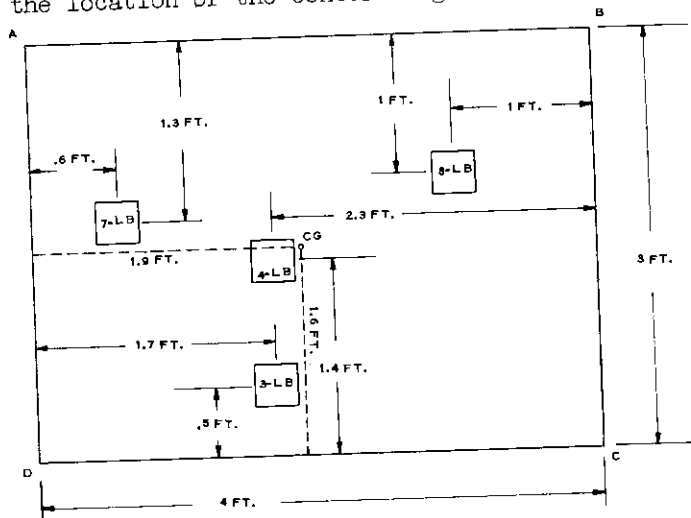 the location of the center
A
B
1.3 FT.
1 FT.
1 FT.
.6 FT.
8-LB
7-LB
2.3 FT.
CG
1.9 FT.
4-LB
3 FT.
1.6 FT.
1.7 FT.
1.4 FT.
3-LB
.5 FT.
D
C
4 FT.